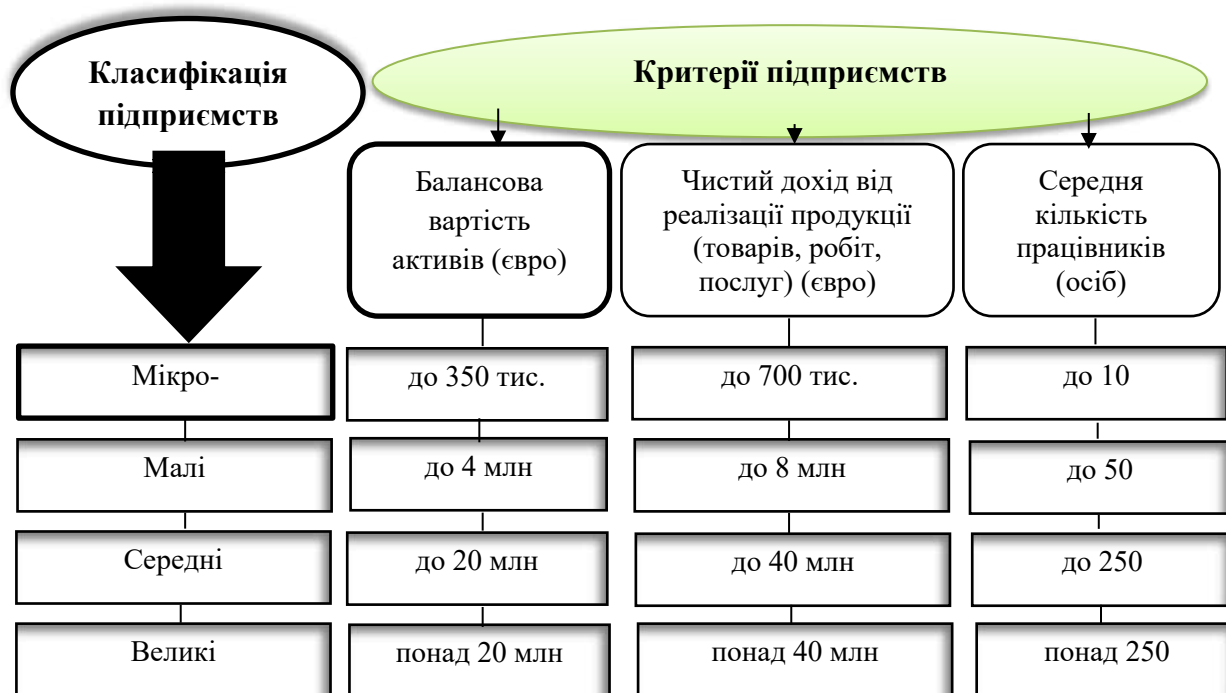 Класифікація
підприємств
Критерії підприємств
Балансова
вартість
активів (євро)
Чистий дохід від
реалізації продукції
(товарів, робіт,
послуг) (євро)
Середня
кількість
працівників
(осіб)
Мікро-
до 350 тис.
до 700 тис.
до 10
Малі
до 4 млн
до 8 млн
до 50
Середні
до 20 млн
до 40 млн
до 250
Великі
понад 20 млн
понад 40 млн
понад 250